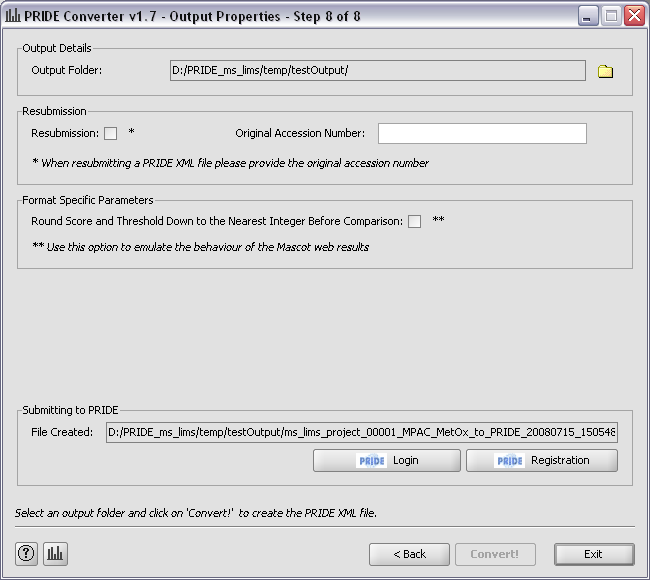 PRIDE Converter v1.7 - Output Properties - Step 8 of 8
Output Details
Output Folder: D:/PRIDE_ms_lims/temp/testOutput/
Resubmission
Resubmission: * Original Accession Number:
* When resubmitting a PRIDE XML file please provide the original accession number
Format Specific Parameters
Round Score and Threshold Down to the Nearest Integer Before Comparison: **
** Use this option to emulate the behaviour of the Mascot web results
Submitting to PRIDE
File Created: D:/PRIDE_ms_lims/temp/testOutput/ms_lims_project_00001_MPAC_MetOx_to_PRIDE_20080715_150548
PRIDE Login PRIDE Registration
Select an output folder and click on 'Convert!' to create the PRIDE XML file.
? < Back Convert! Exit